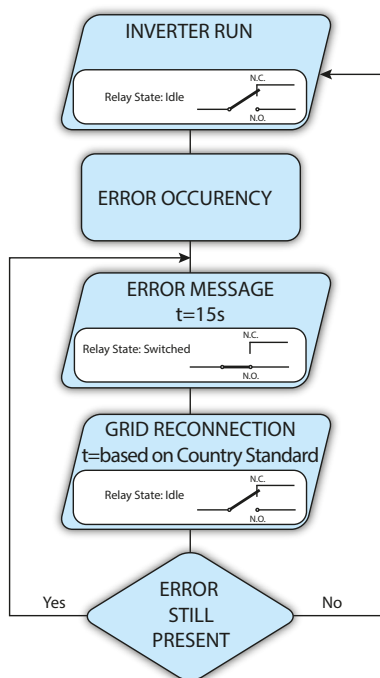 INVERTER RUN
N.C.
Relay State: Idle
N.O.
ERROR OCCURENCY
ERROR MESSAGE
t=15s
N.C.
Relay State: Switched
N.O.
GRID RECONNECTION
t=based on Country Standard
N.C.
Relay State: Idle
N.O.
Yes
ERROR
STILL
PRESENT
No